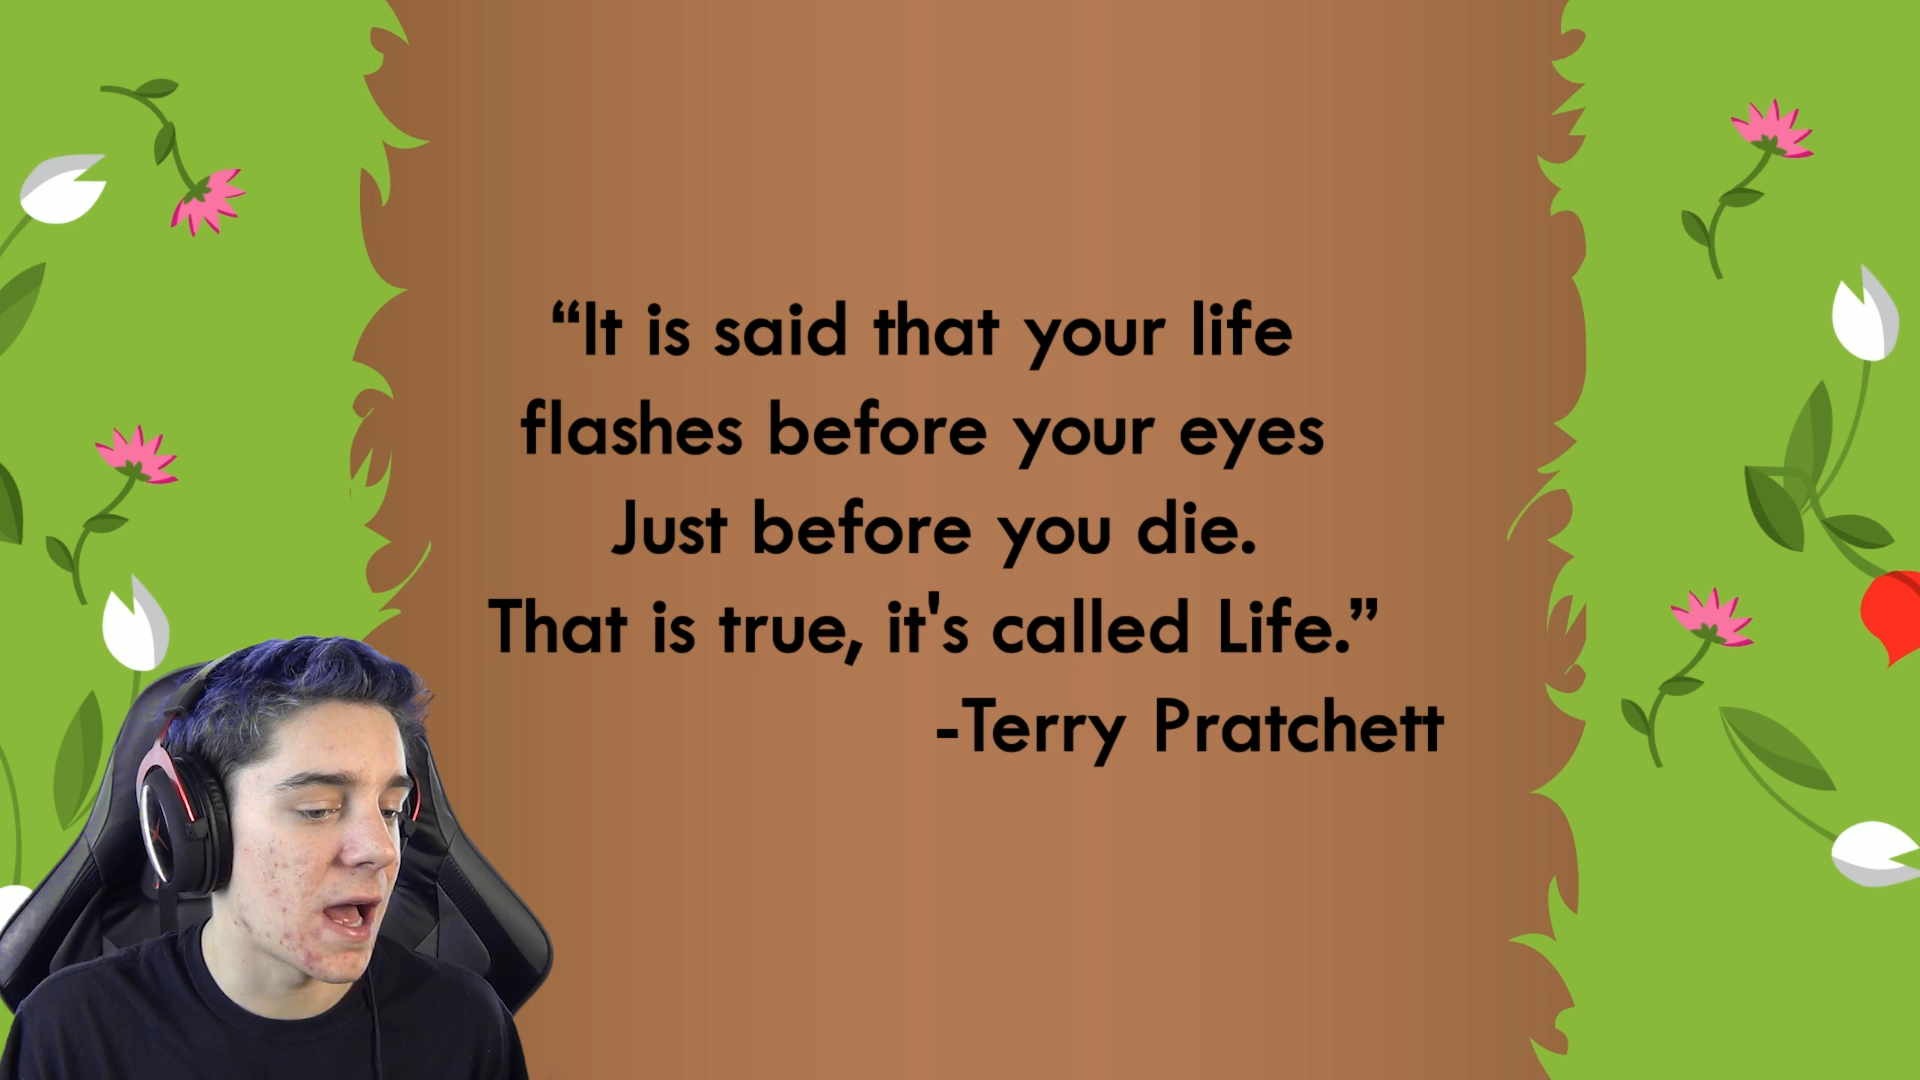 “It is said that your life
flashes before your eyes
Just before you die.
That is true, it's called Life.”
-Terry Pratchett